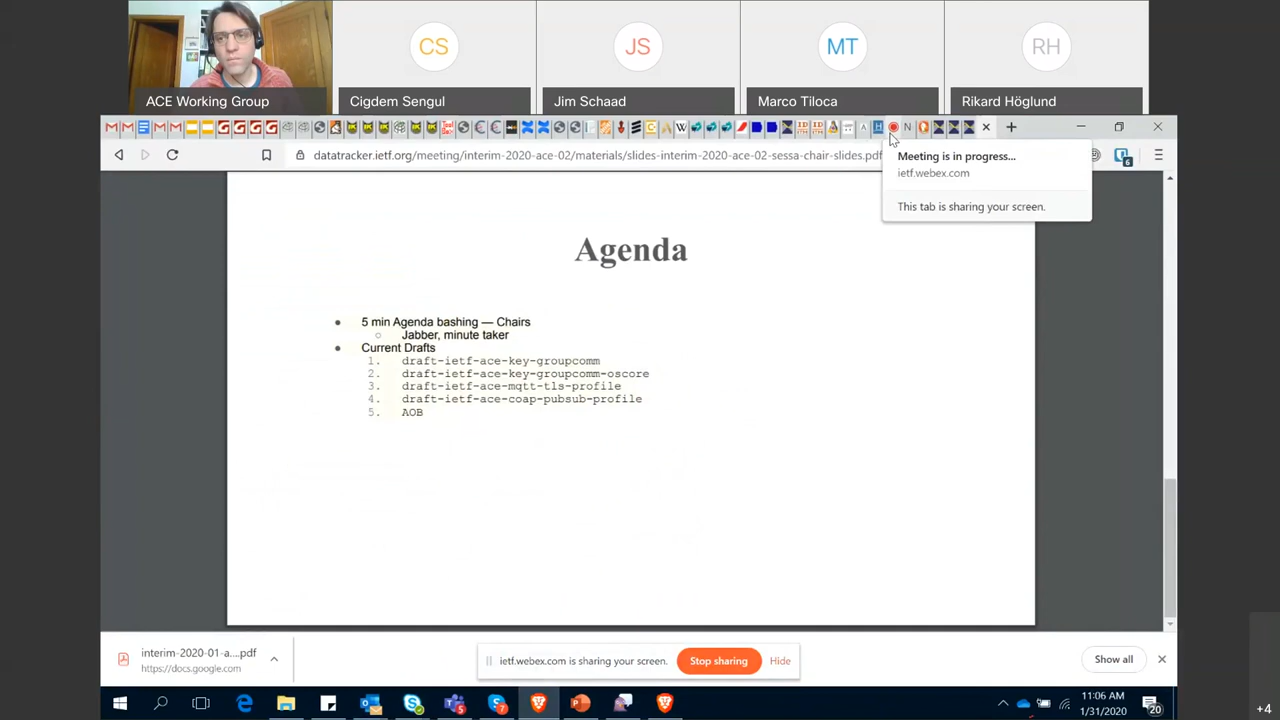 CS
JS
MT
RH
ACE Working Group
Cigdem Sengul
Jim Schaad
Marco Tiloca
Rikard Höglund
datatracker.ietf.org/meeting/interim-2020-ace-02/materials/slides-interim-2020-ace-02-sessa-chair-slides.pdf
6
Meeting is in progress...
ietf.webex.com
This tab is sharing your screen.
Agenda
● 5 min Agenda bashing — Chairs
○ Jabber, minute taker
● Current Drafts
1. draft-ietf-ace-key-groupcomm
2. draft-ietf-ace-key-groupcomm-oscore
3. draft-ietf-ace-mqtt-tls-profile
4. draft-ietf-ace-coap-pubsub-profile
5. AOB
interim-2020-01-a....pdf
https://docs.google.com
ietf.webex.com is sharing your screen.
Stop sharing
Hide
Show all
11:06 AM
1/31/2020
20
+4